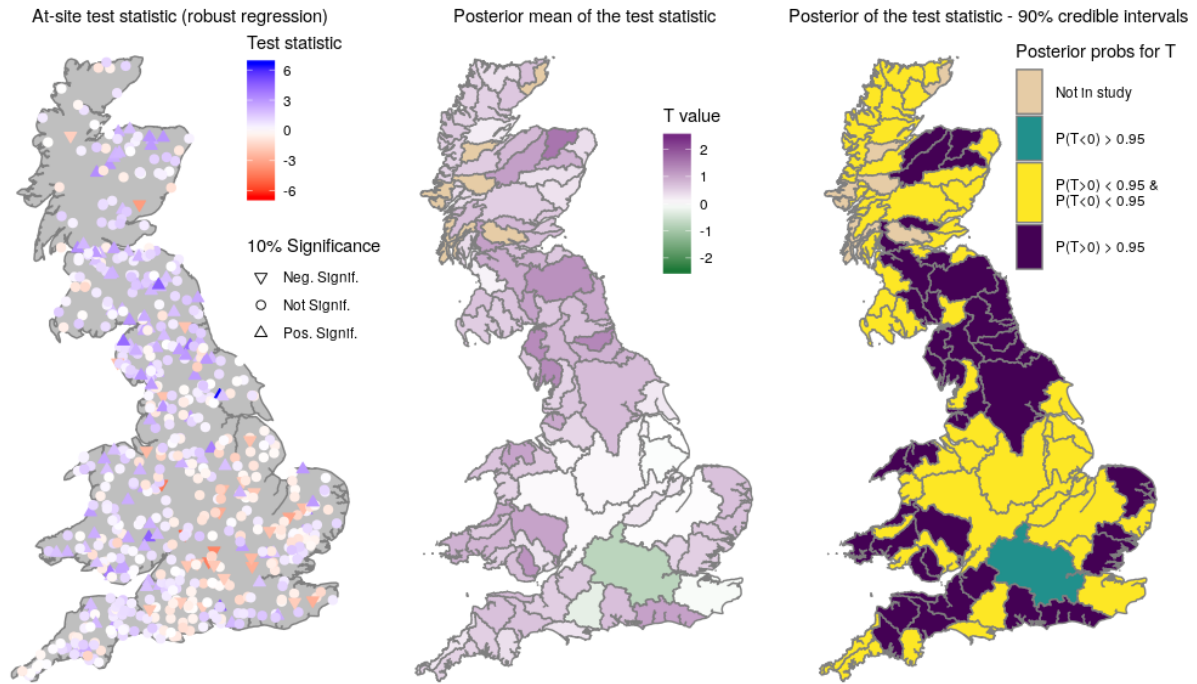 At-site test statistic (robust regression)
Test statistic
6
3
0
-3
-6
10% Significance
Neg. Signif.
Not Signif.
Pos. Signif.
Posterior mean of the test statistic
T value
2
1
0
-1
-2
Posterior of the test statistic - 90% credible intervals
Posterior probs for T
Not in study
P(T<0) > 0.95
P(T>0) < 0.95 &
P(T<0) < 0.95
P(T>0) > 0.95